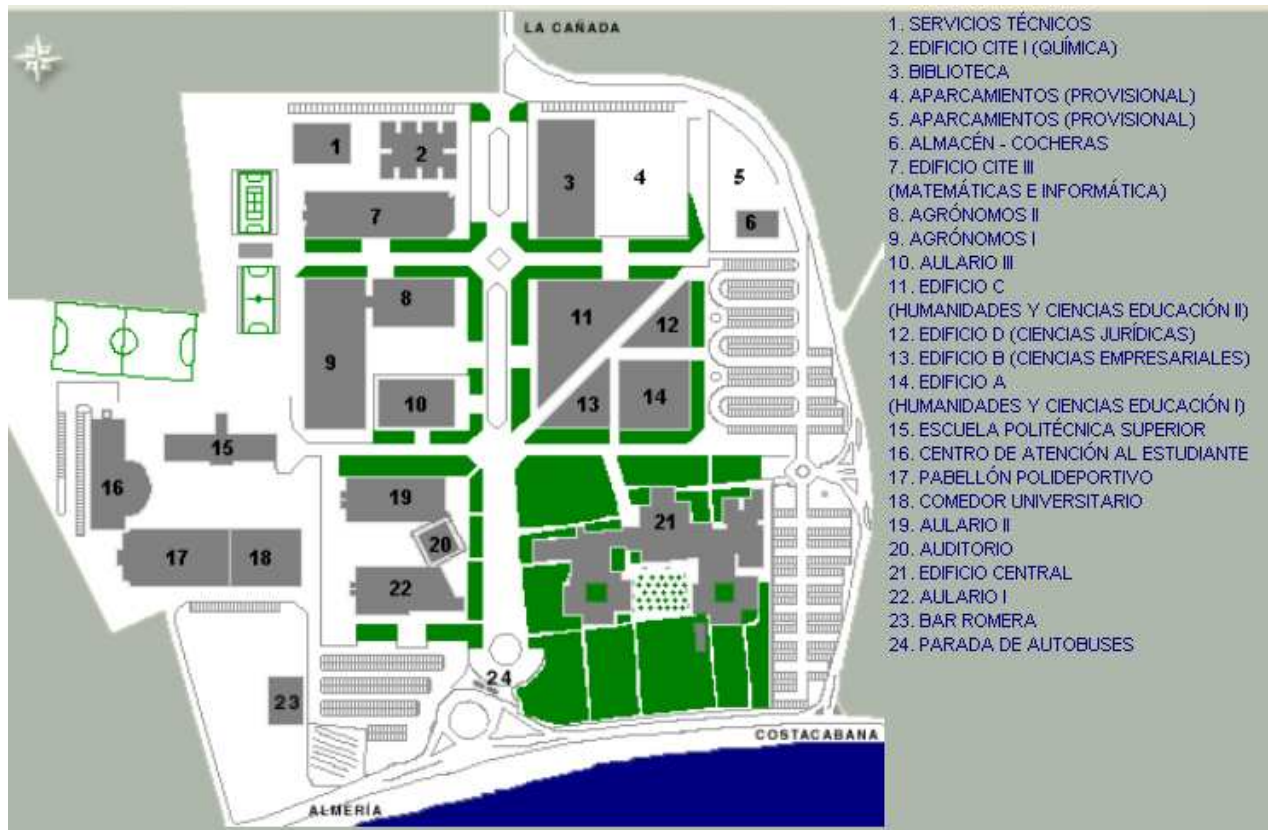 LA CAÑADA
1
2
3
4
5
6
7
8
9
10
11
12
13
14
15
16
17
18
19
20
21
22
23
24
COSTACABANA
ALMERÍA
1. SERVICIOS TÉCNICOS
2. EDIFICIO CITE I (QUÍMICA)
3. BIBLIOTECA
4. APARCAMIENTOS (PROVISIONAL)
5. APARCAMIENTOS (PROVISIONAL)
6. ALMACÉN - COCHERAS
7. EDIFICIO CITE III
(MATEMÁTICAS E INFORMÁTICA)
8. AGRÓNOMOS II
9. AGRÓNOMOS I
10. AULARIO III
11. EDIFICIO C
(HUMANIDADES Y CIENCIAS EDUCACIÓN II)
12. EDIFICIO D (CIENCIAS JURÍDICAS)
13. EDIFICIO B (CIENCIAS EMPRESARIALES)
14. EDIFICIO A
(HUMANIDADES Y CIENCIAS EDUCACIÓN I)
15. ESCUELA POLITÉCNICA SUPERIOR
16. CENTRO DE ATENCIÓN AL ESTUDIANTE
17. PABELLÓN POLIDEPORTIVO
18. COMEDOR UNIVERSITARIO
19. AULARIO II
20. AUDITORIO
21. EDIFICIO CENTRAL
22. AULARIO I
23. BAR ROMERA
24. PARADA DE AUTOBUSES